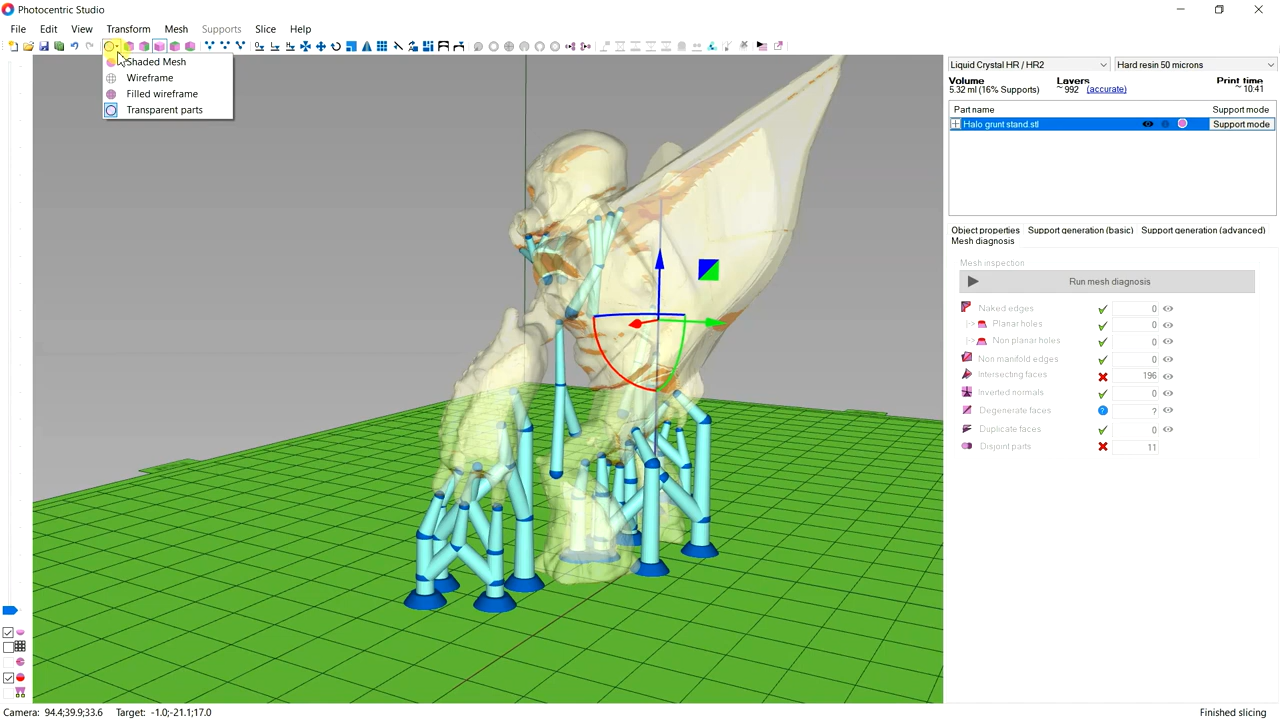 Photocentric Studio
File Edit View Transform Mesh Supports Slice Help
Shaded Mesh
Wireframe
Filled wireframe
Transparent parts
Liquid Crystal HR / HR2 Hard resin 50 microns
Volume Layers Print time
5.32 ml (16% Supports) ~ 992 (accurate) ~ 10:41
Part name Support mode
Halo grunt stand.stl Support mode
Object properties Support generation (basic) Support generation (advanced)
Mesh diagnosis
Mesh inspection
Run mesh diagnosis
Naked edges 0
Planar holes 0
Non planar holes 0
Non manifold edges 0
Intersecting faces 196
Inverted normals 0
Degenerate faces ? ?
Duplicate faces 0
Disjoint parts 11
Camera: 94.4;39.9;33.6 Target: -1.0;-21.1;17.0 Finished slicing